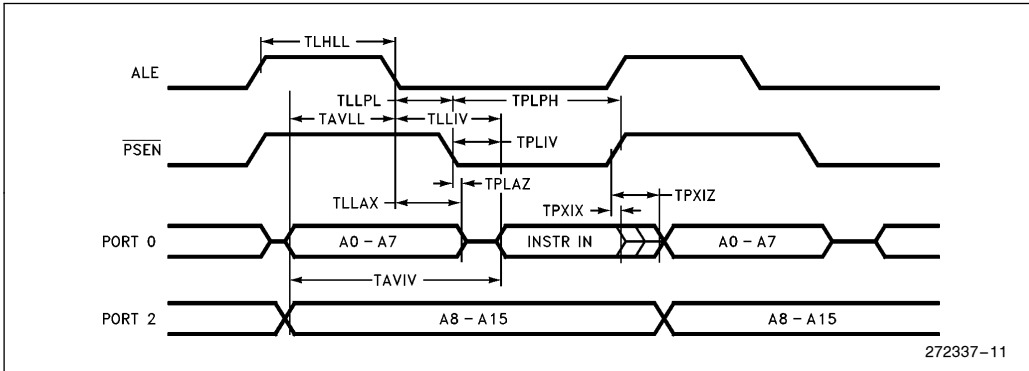 TLHLL
ALE
TLLPL TPLPH
TAVLL TLLIV
PSEN TPLIV
TPLAZ
TLLAX TPXIZ
TPXIX
PORT 0 A0 – A7 INSTR IN A0 – A7
TAVIV
PORT 2 A8 – A15 A8 – A15
272337–11